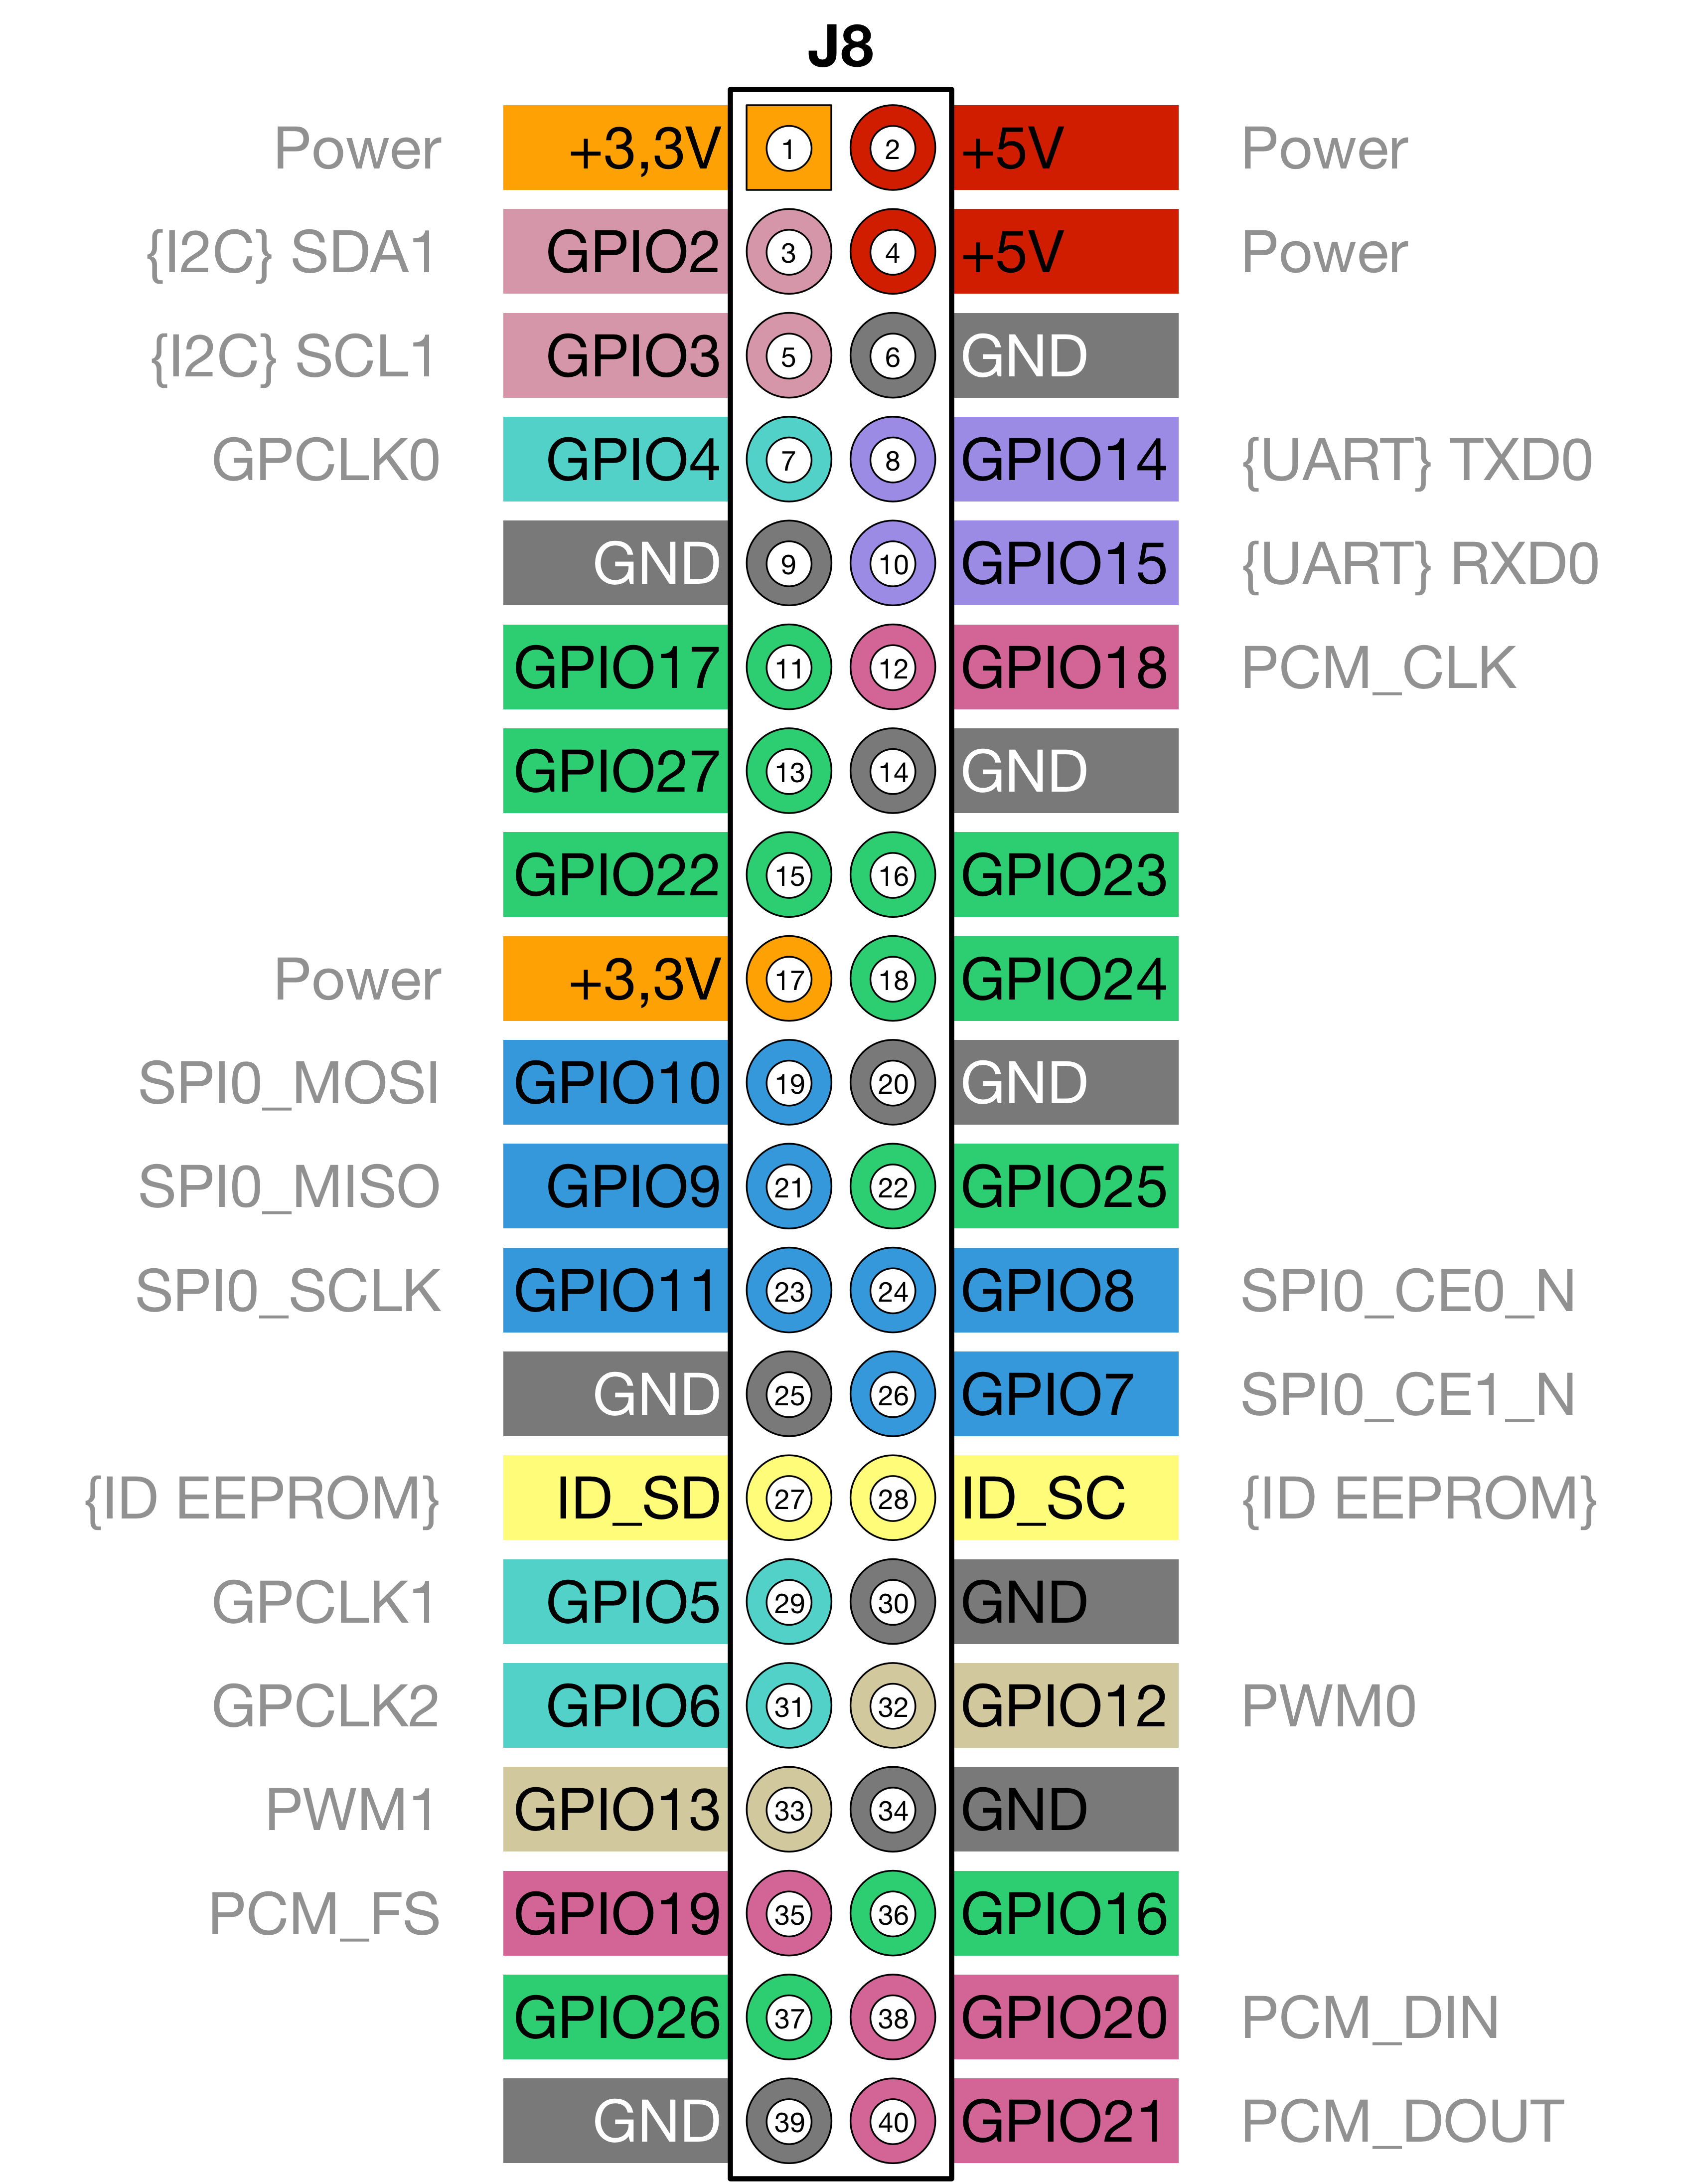 J8
Power +3,3V 1 2 +5V Power
{I2C} SDA1 GPIO2 3 4 +5V Power
{I2C} SCL1 GPIO3 5 6 GND
GPCLK0 GPIO4 7 8 GPIO14 {UART} TXD0
GND 9 10 GPIO15 {UART} RXD0
GPIO17 11 12 GPIO18 PCM_CLK
GPIO27 13 14 GND
GPIO22 15 16 GPIO23
Power +3,3V 17 18 GPIO24
SPI0_MOSI GPIO10 19 20 GND
SPI0_MISO GPIO9 21 22 GPIO25
SPI0_SCLK GPIO11 23 24 GPIO8 SPI0_CE0_N
GND 25 26 GPIO7 SPI0_CE1_N
{ID EEPROM} ID_SD 27 28 ID_SC {ID EEPROM}
GPCLK1 GPIO5 29 30 GND
GPCLK2 GPIO6 31 32 GPIO12 PWM0
PWM1 GPIO13 33 34 GND
PCM_FS GPIO19 35 36 GPIO16
GPIO26 37 38 GPIO20 PCM_DIN
GND 39 40 GPIO21 PCM_DOUT